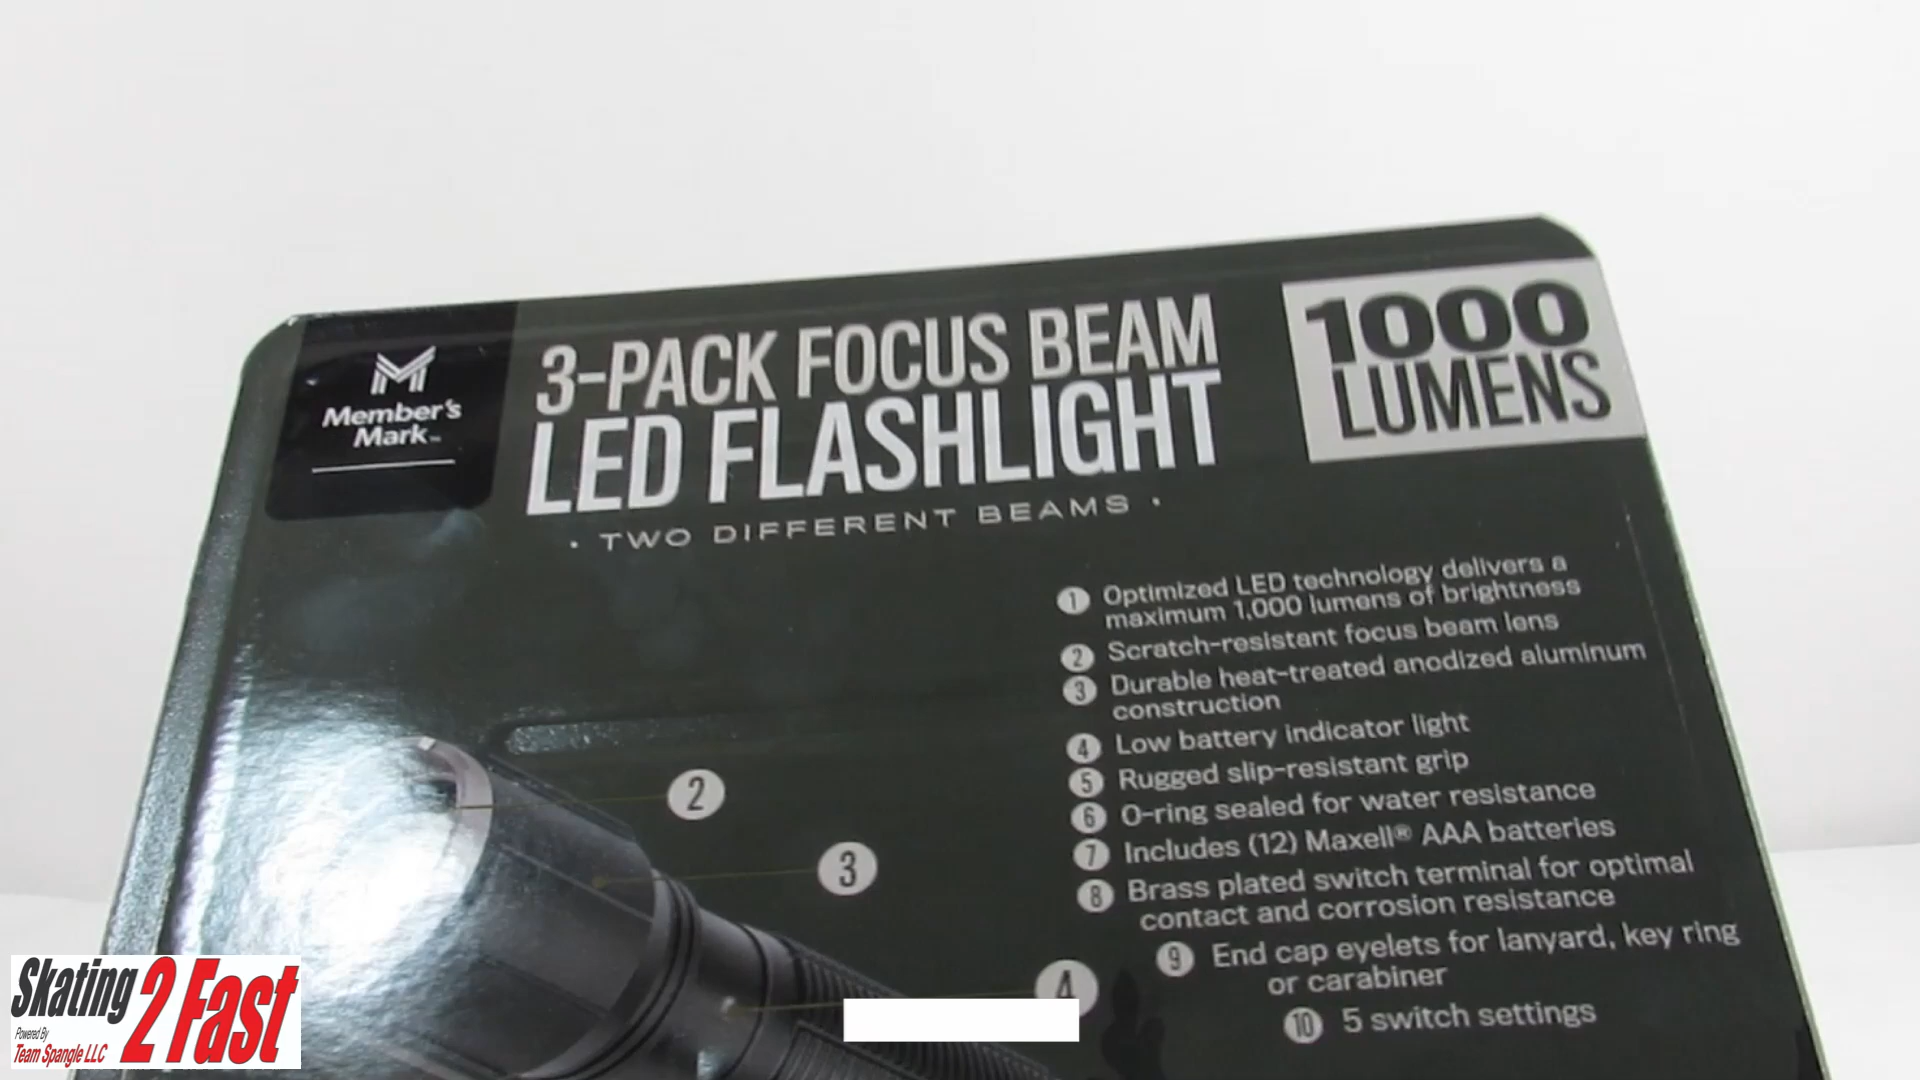 Member's
Mark™
3-PACK FOCUS BEAM
LED FLASHLIGHT
• TWO DIFFERENT BEAMS •
1000
LUMENS
1 Optimized LED technology delivers a
maximum 1,000 lumens of brightness
2 Scratch-resistant focus beam lens
3 Durable heat-treated anodized aluminum
construction
4 Low battery indicator light
5 Rugged slip-resistant grip
6 O-ring sealed for water resistance
7 Includes (12) Maxell® AAA batteries
8 Brass plated switch terminal for optimal
contact and corrosion resistance
9 End cap eyelets for lanyard, key ring
or carabiner
10 5 switch settings
2
3
4
Skating 2 Fast
Powered By
Team Spangle LLC